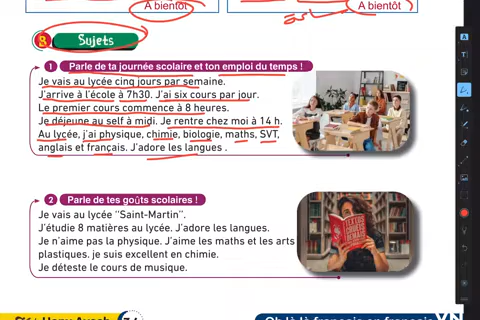 A bientôt
A bientôt
8 Sujets
1 Parle de ta journée scolaire et ton emploi du temps !
Je vais au lycée cinq jours par semaine.
J'arrive à l'école à 7h30. J'ai six cours par jour.
Le premier cours commence à 8 heures.
Je déjeune au self à midi. Je rentre chez moi à 14 h.
Au lycée, j'ai physique, chimie, biologie, maths, SVT,
anglais et français. J'adore les langues .
2 Parle de tes goûts scolaires !
Je vais au lycée "Saint-Martin".
J'étudie 8 matières au lycée. J'adore les langues.
Je n'aime pas la physique. J'aime les maths et les arts
plastiques. je suis excellent en chimie.
Je déteste le cours de musique.